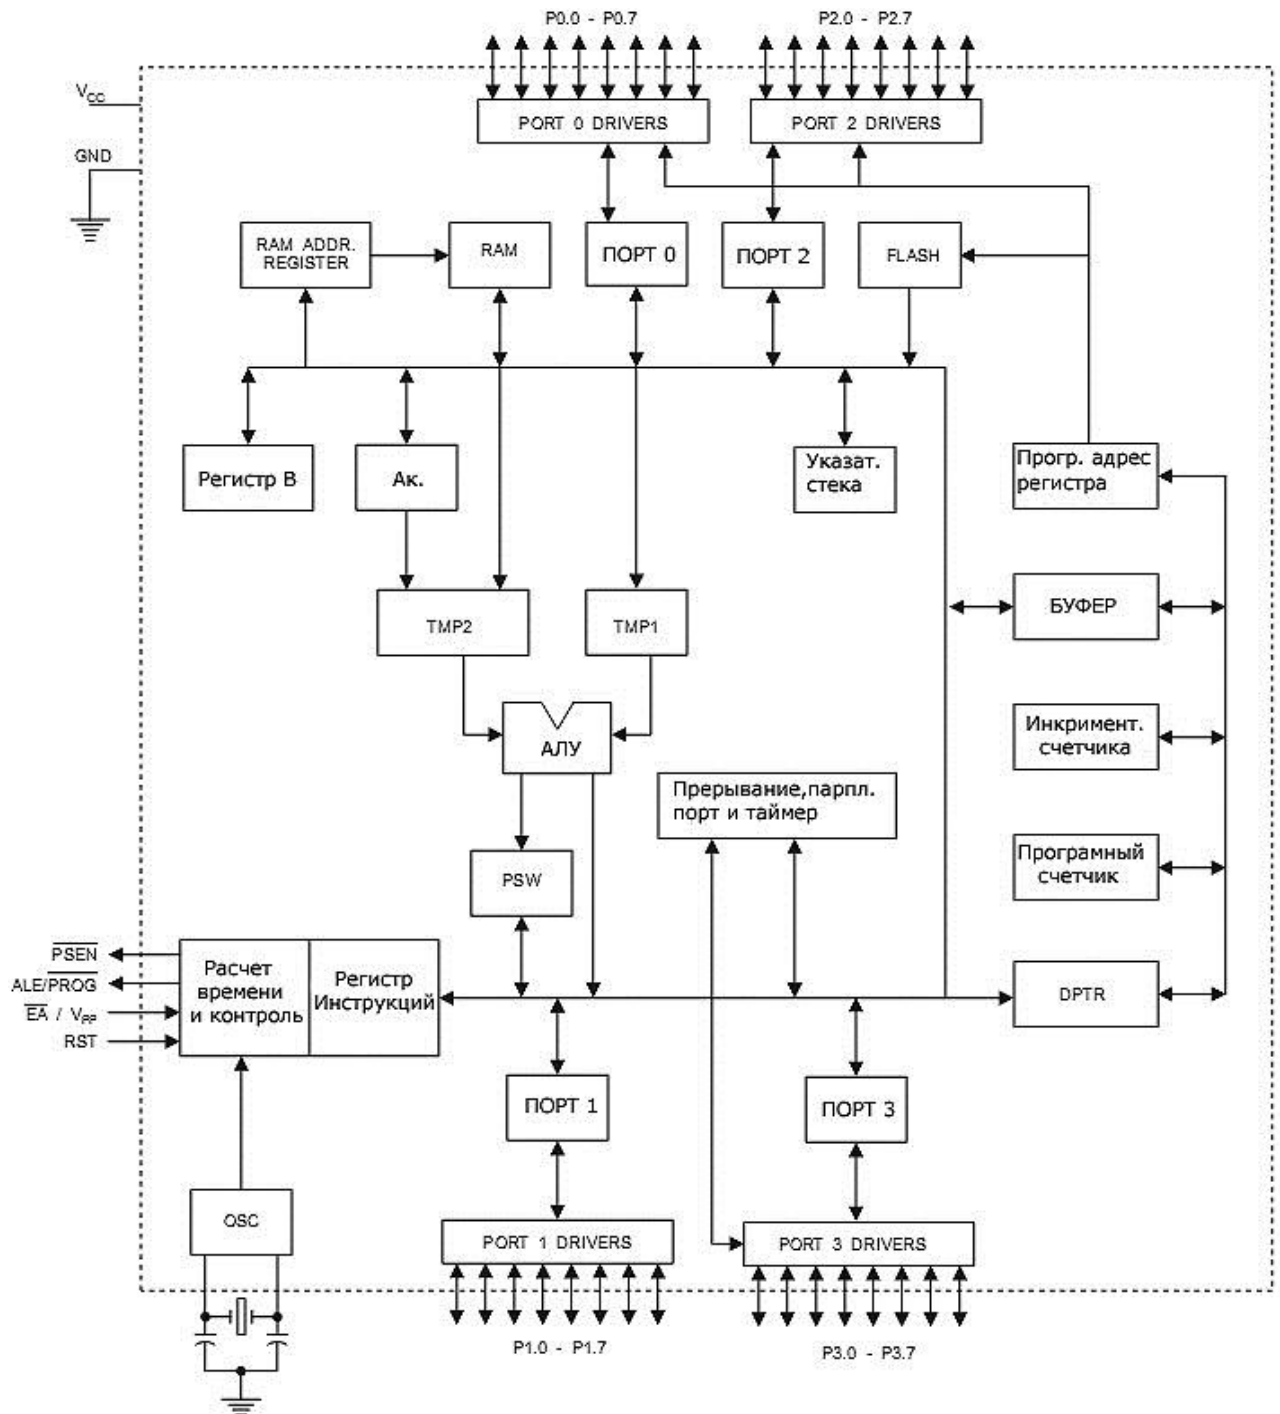 P0.0 - P0.7
P2.0 - P2.7
VCC
PORT 0 DRIVERS
PORT 2 DRIVERS
GND
RAM ADDR.
REGISTER
RAM
ПОРТ 0
ПОРТ 2
FLASH
Регистр В
Ак.
Указат.
стека
Прогр. адрес
регистра
TMP2
TMP1
БУФЕР
АЛУ
Инкримент.
счетчика
Прерывание,парпл.
порт и таймер
PSW
Програмный
счетчик
PSEN
ALE/PROG
EA / VPP
RST
Расчет
времени
и контроль
Регистр
Инструкций
DPTR
ПОРТ 1
ПОРТ 3
OSC
PORT 1 DRIVERS
PORT 3 DRIVERS
P1.0 - P1.7
P3.0 - P3.7